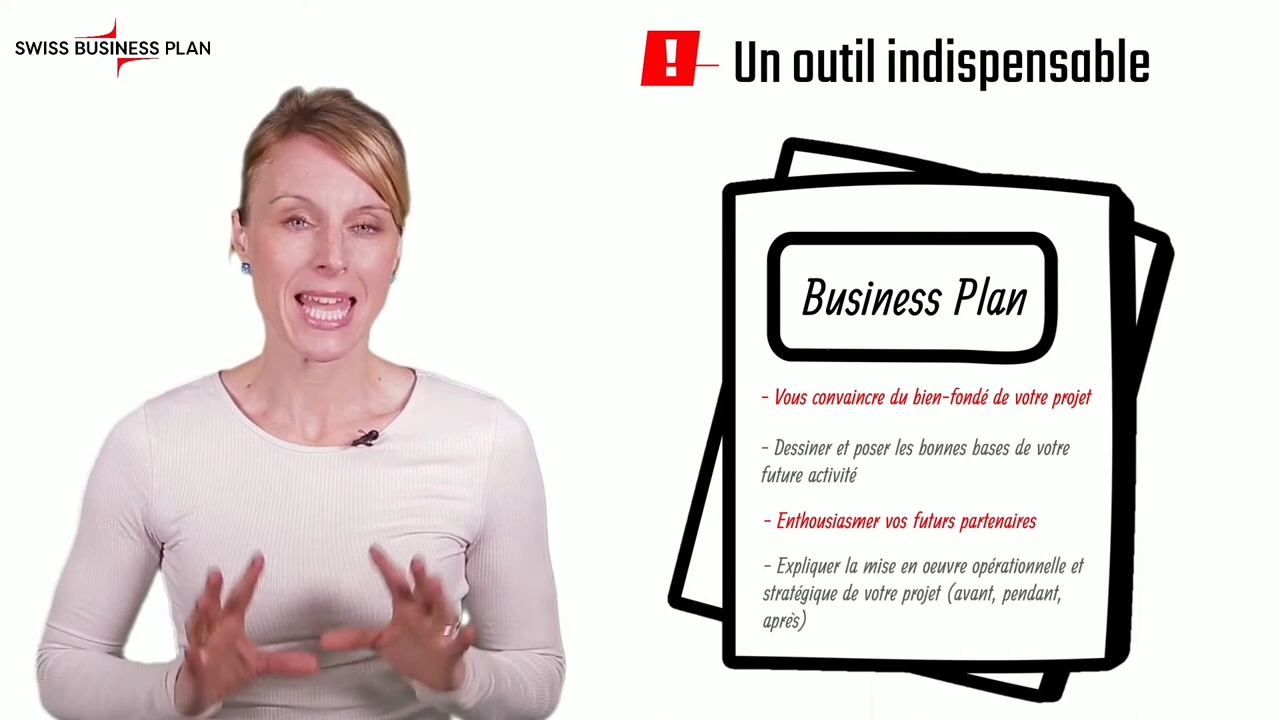 SWISS BUSINESS PLAN
! Un outil indispensable
Business Plan
- Vous convaincre du bien-fondé de votre projet
- Dessiner et poser les bonnes bases de votre
future activité
- Enthousiasmer vos futurs partenaires
- Expliquer la mise en oeuvre opérationnelle et
stratégique de votre projet (avant, pendant,
après)